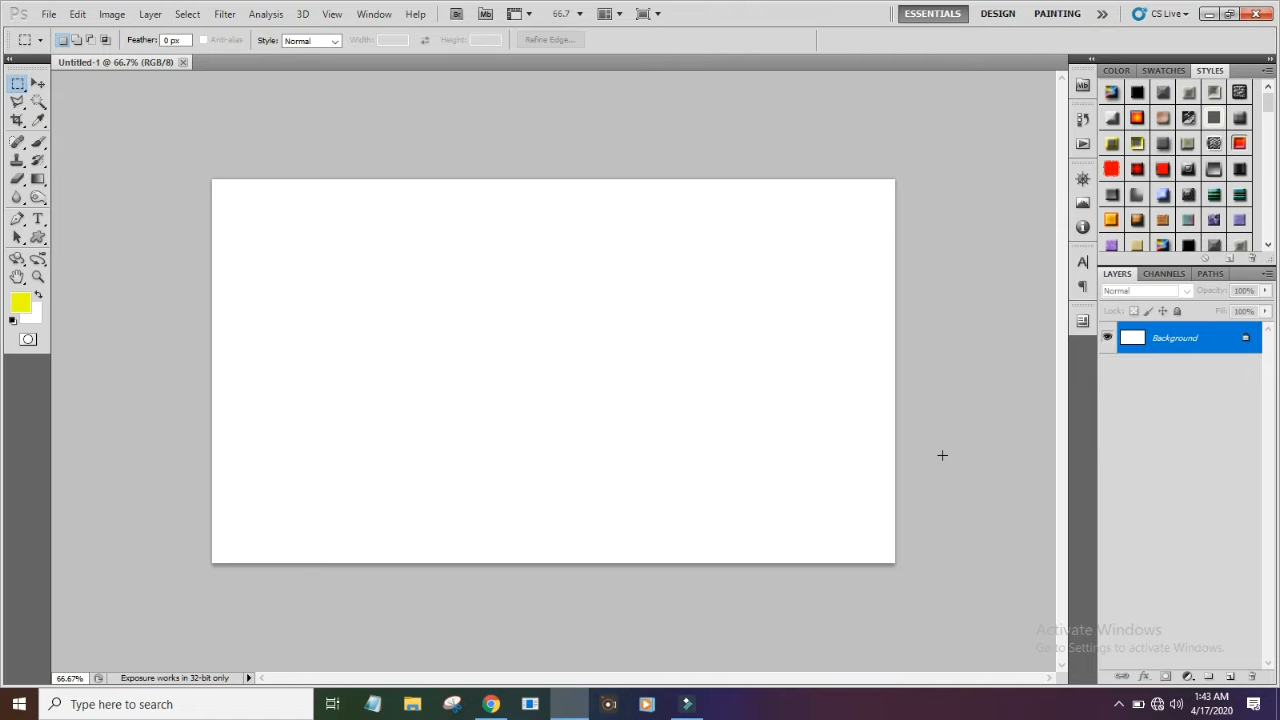 Ps File Edit Image Layer Select Filter Analysis 3D View Window Help Br Mb 66.7 ESSENTIALS DESIGN PAINTING CS Live
Feather: 0 px Anti-alias Style: Normal Width: Height: Refine Edge...
Untitled-1 @ 66.7% (RGB/8)
COLOR SWATCHES STYLES
Mb
LAYERS CHANNELS PATHS
Normal Opacity: 100%
Lock: Fill: 100%
Background
Activate Windows
Go to Settings to activate Windows.
66.67% Exposure works in 32-bit only
Type here to search
1:43 AM
4/17/2020